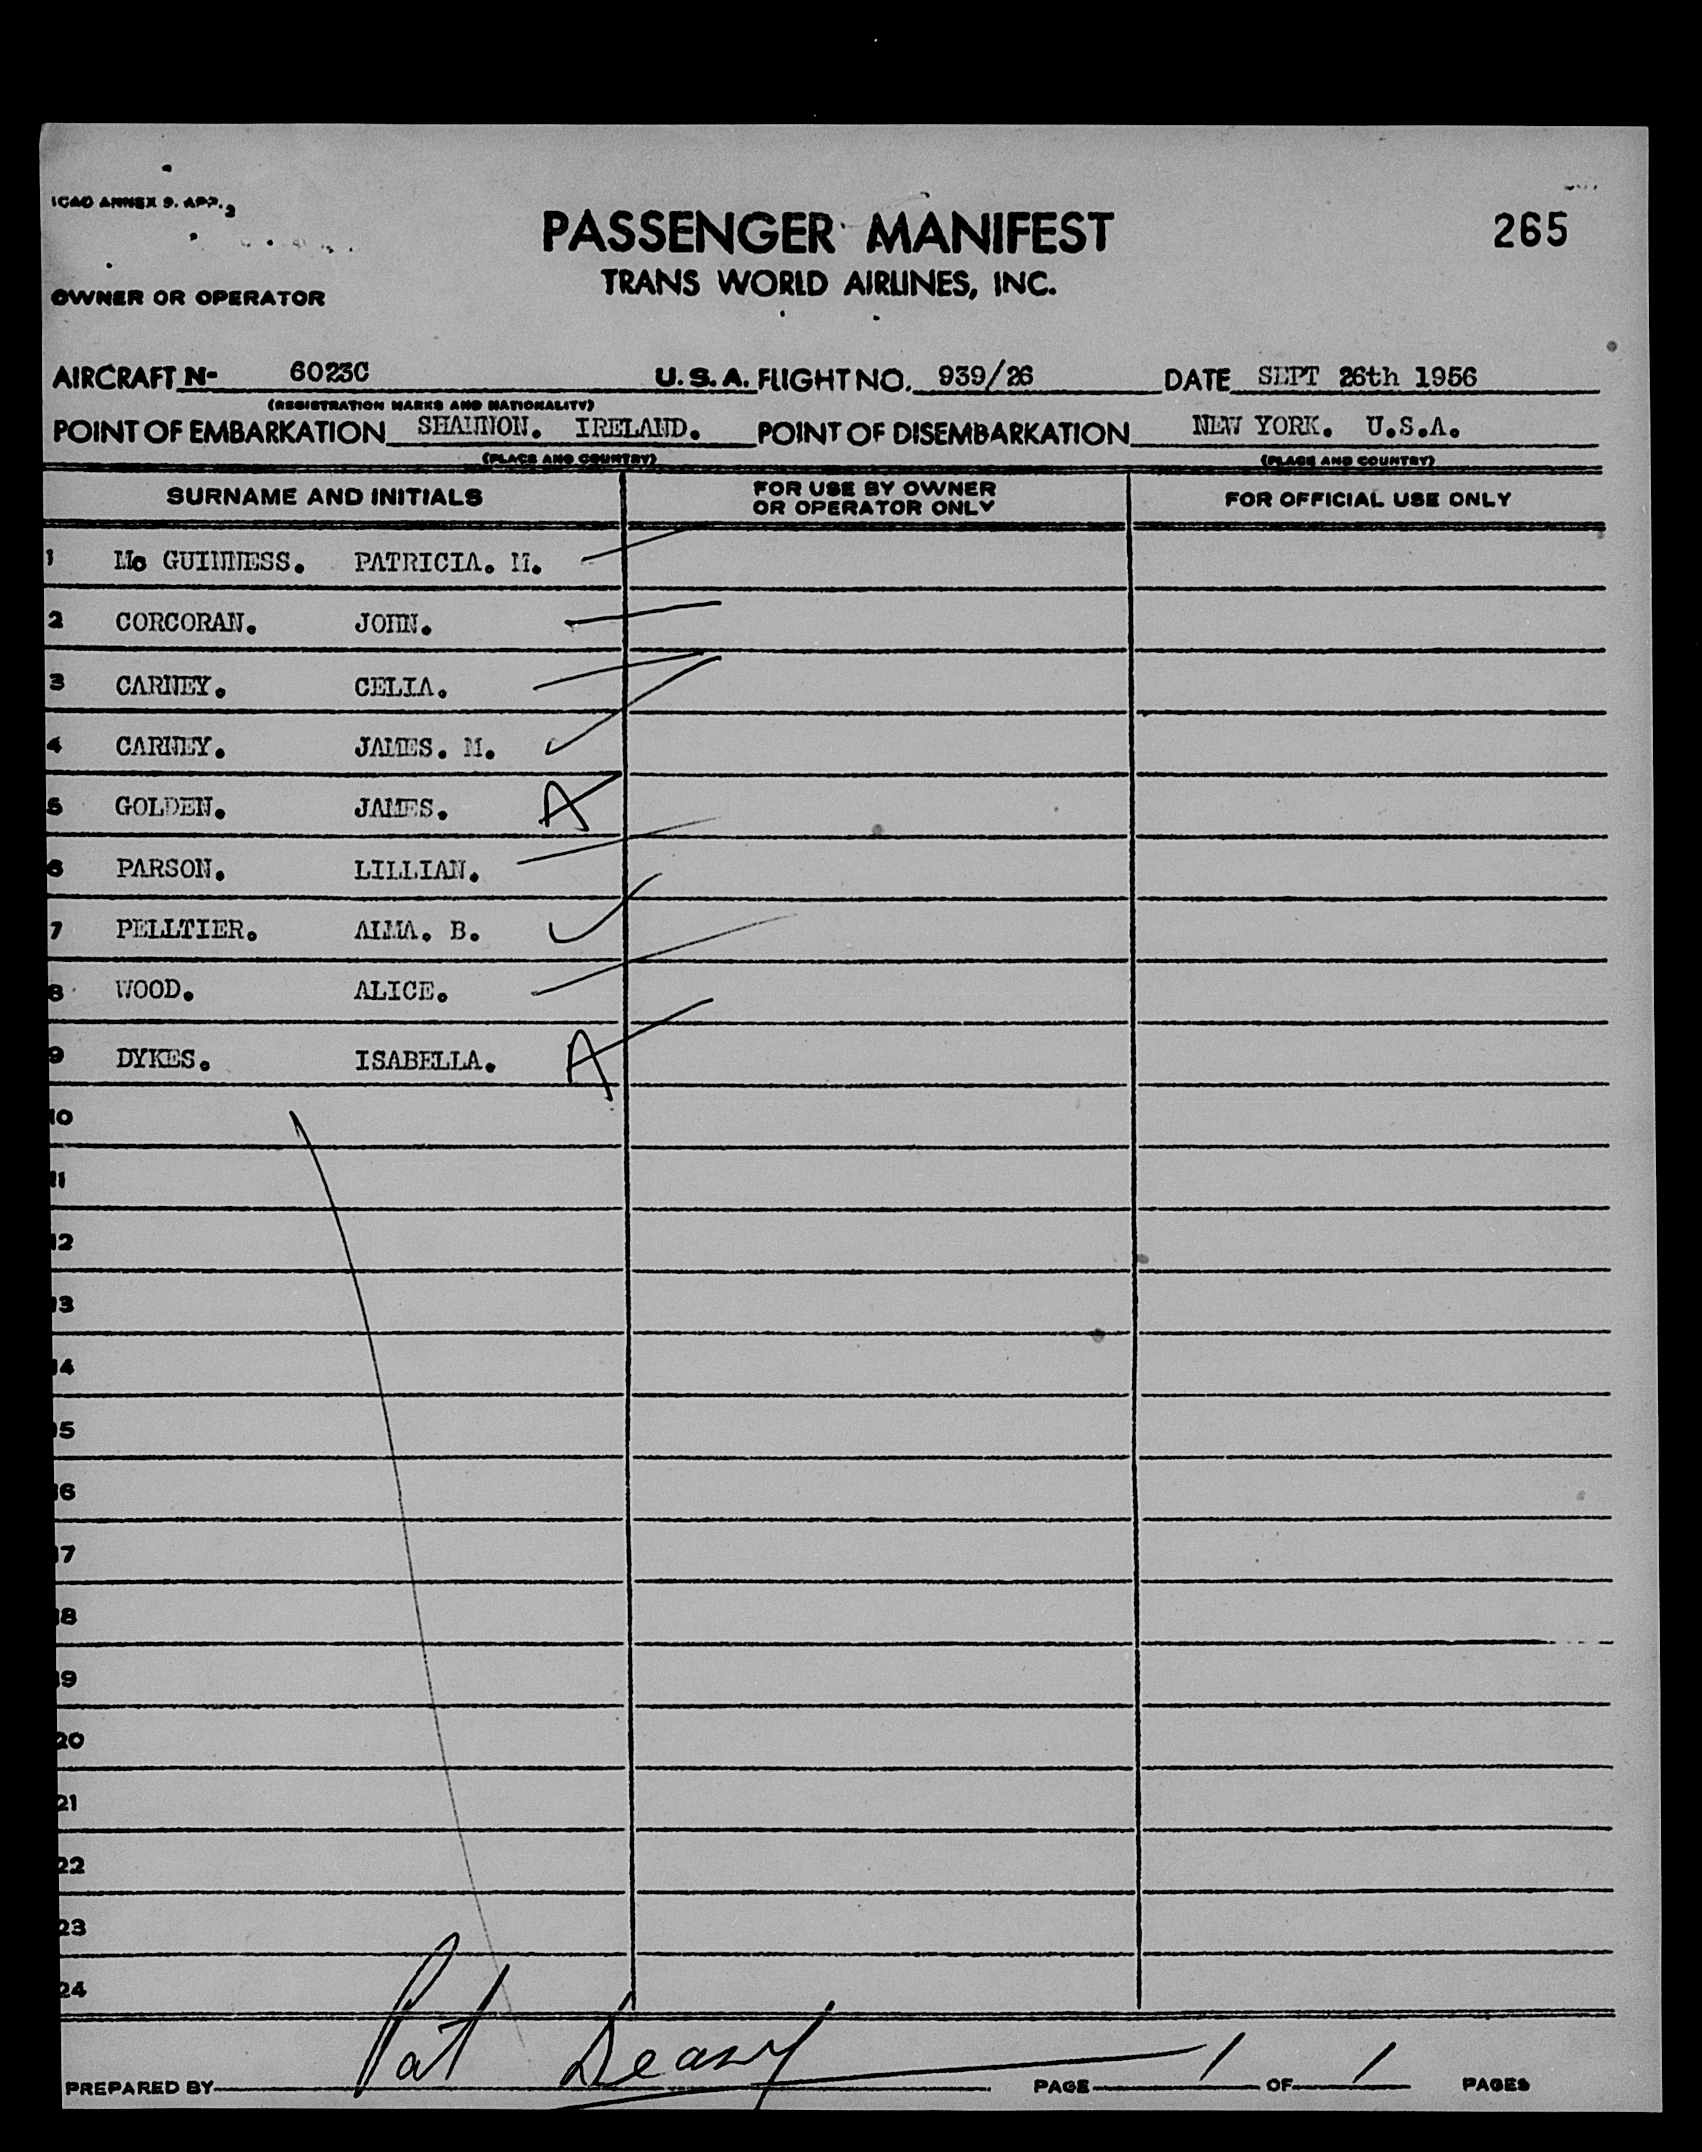 ICAO ANNEX 9. APP. 2
PASSENGER MANIFEST
265
TRANS WORLD AIRLINES, INC.
OWNER OR OPERATOR
AIRCRAFT N- 6023C U.S.A. FLIGHT NO. 939/26 DATE SEPT 26th 1956
(REGISTRATION MARKS AND NATIONALITY)
POINT OF EMBARKATION SHANNON. IRELAND. POINT OF DISEMBARKATION NEW YORK. U.S.A.
(PLACE AND COUNTRY) (PLACE AND COUNTRY)
SURNAME AND INITIALS FOR USE BY OWNER OR OPERATOR ONLY FOR OFFICIAL USE ONLY
1 Mc GUINNESS. PATRICIA. M.
2 CORCORAN. JOHN.
3 CARNEY. CELIA.
4 CARNEY. JAMES. M.
5 GOLDEN. JAMES. A
6 PARSON. LILLIAN.
7 PELLTIER. ALMA. B.
8 WOOD. ALICE.
9 DYKES. ISABELLA. A
10
11
12
13
14
15
16
17
18
19
20
21
22
23
24
PREPARED BY Pat Deasy PAGE 1 OF 1 PAGES